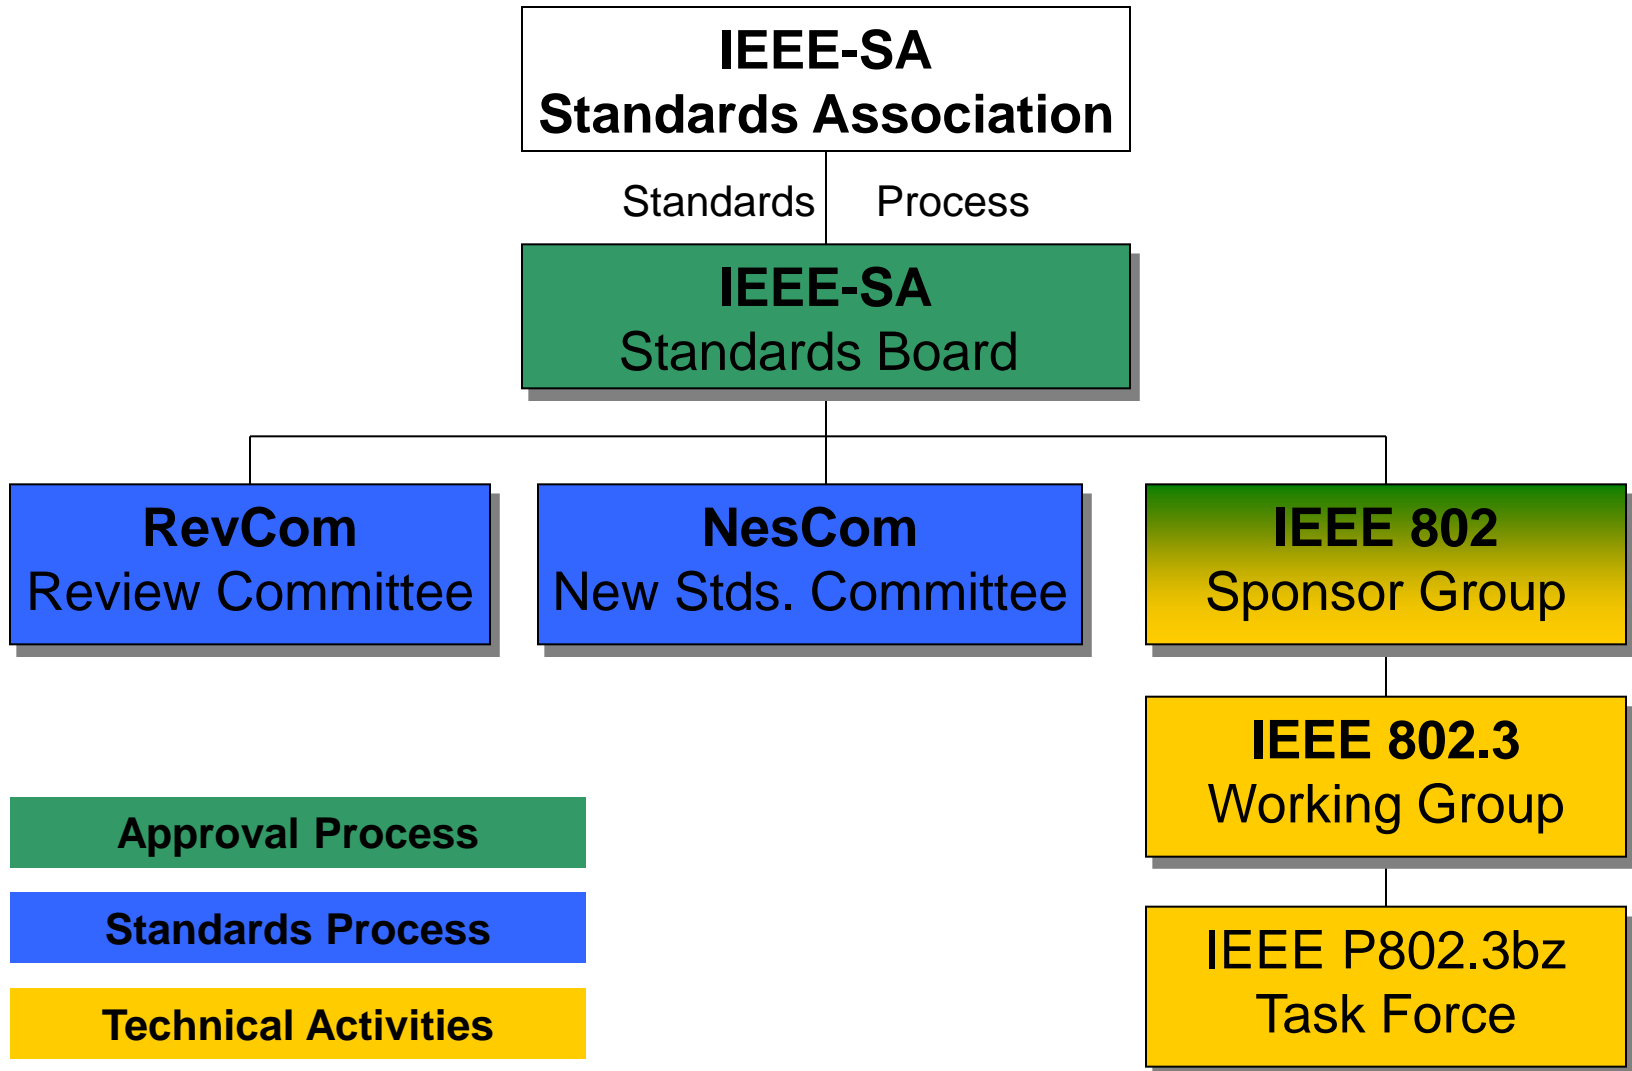 IEEE-SA
Standards Association
Standards Process
IEEE-SA
Standards Board
RevCom
Review Committee
NesCom
New Stds. Committee
IEEE 802
Sponsor Group
IEEE 802.3
Working Group
Approval Process
Standards Process
Technical Activities
IEEE P802.3bz
Task Force